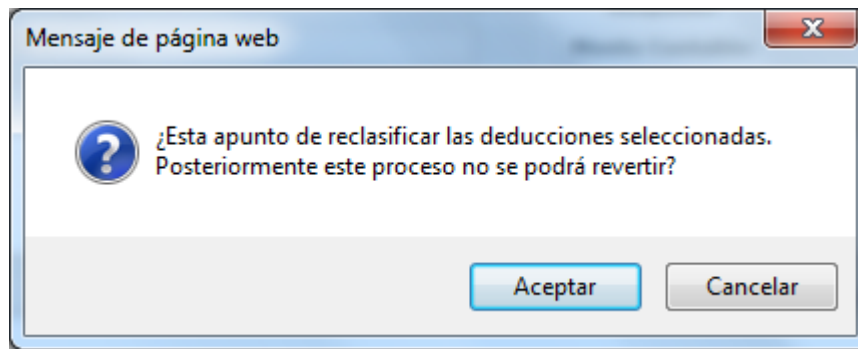 Mensaje de página web
¿Esta apunto de reclasificar las deducciones seleccionadas.
Posteriormente este proceso no se podrá revertir?
Aceptar
Cancelar